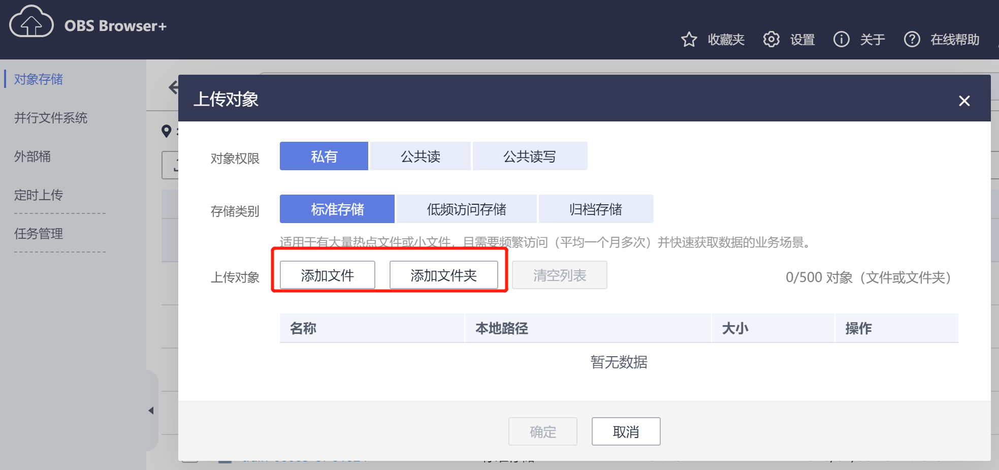 OBS Browser+
收藏夹
设置
关于
在线帮助
对象存储
并行文件系统
外部桶
定时上传
任务管理
上传对象
对象权限
私有
公共读
公共读写
存储类别
标准存储
低频访问存储
归档存储
适用于有大量热点文件或小文件，且需要频繁访问（平均一个月多次）并快速获取数据的业务场景。
上传对象
添加文件
添加文件夹
清空列表
0/500 对象（文件或文件夹）
名称
本地路径
大小
操作
暂无数据
确定
取消